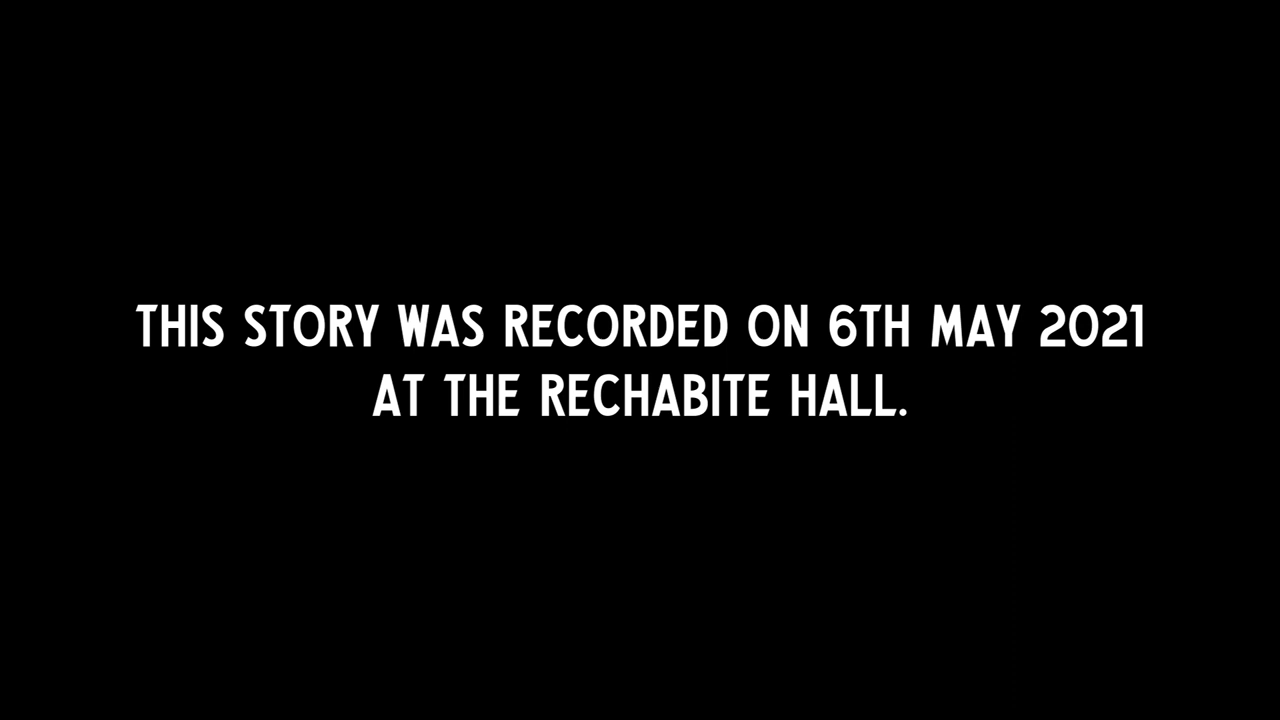 THIS STORY WAS RECORDED ON 6TH MAY 2021
AT THE RECHABITE HALL.